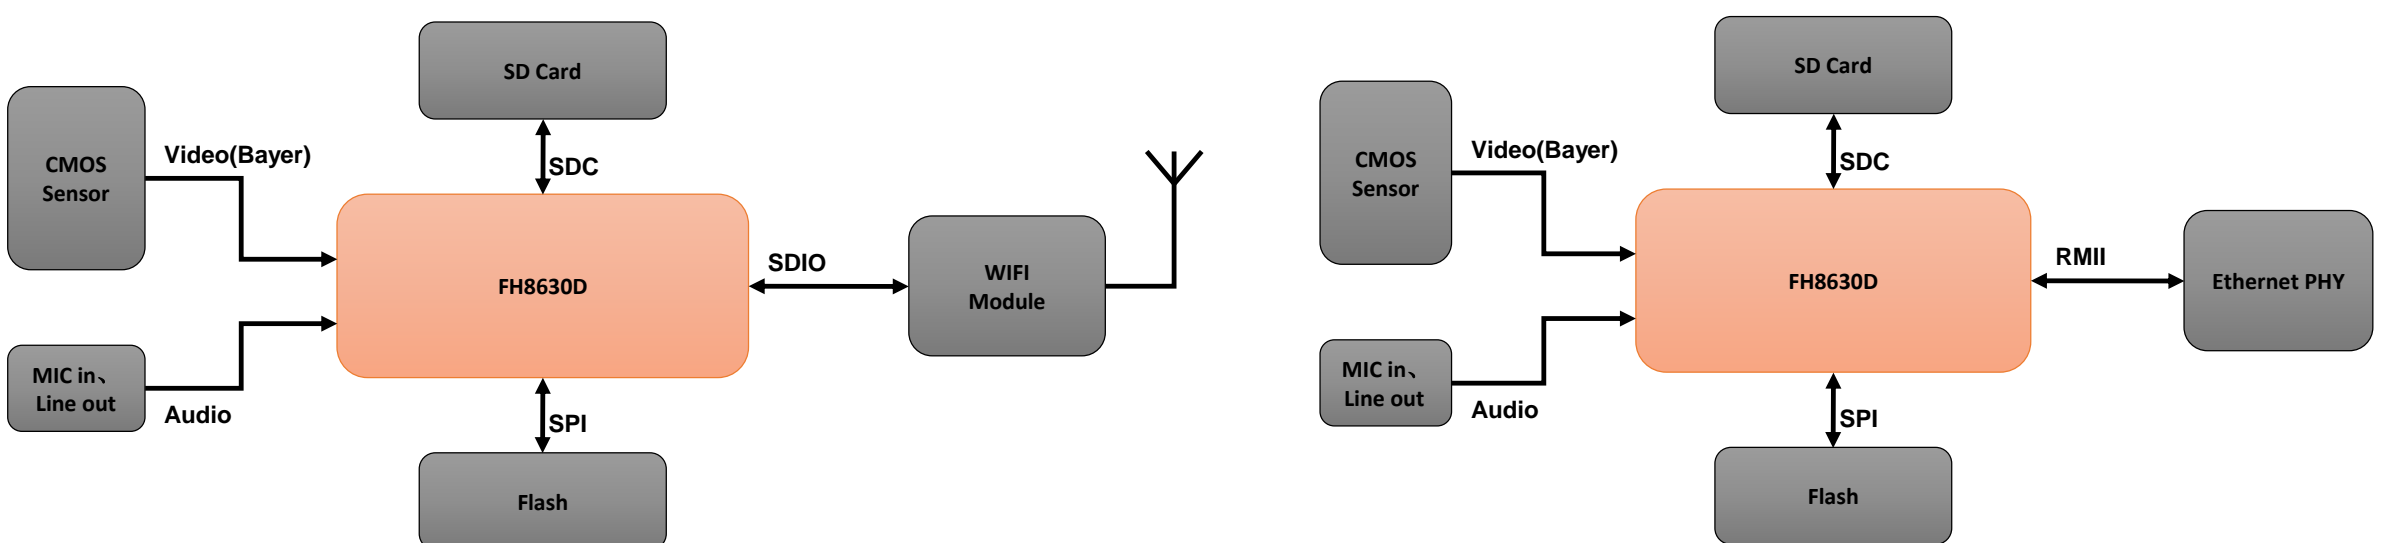 SD Card
CMOS
Sensor
Video(Bayer)
SDC
FH8630D
SDIO
WIFI
Module
MIC in、
Line out
Audio
SPI
Flash
SD Card
CMOS
Sensor
Video(Bayer)
SDC
FH8630D
RMII
Ethernet PHY
MIC in、
Line out
Audio
SPI
Flash